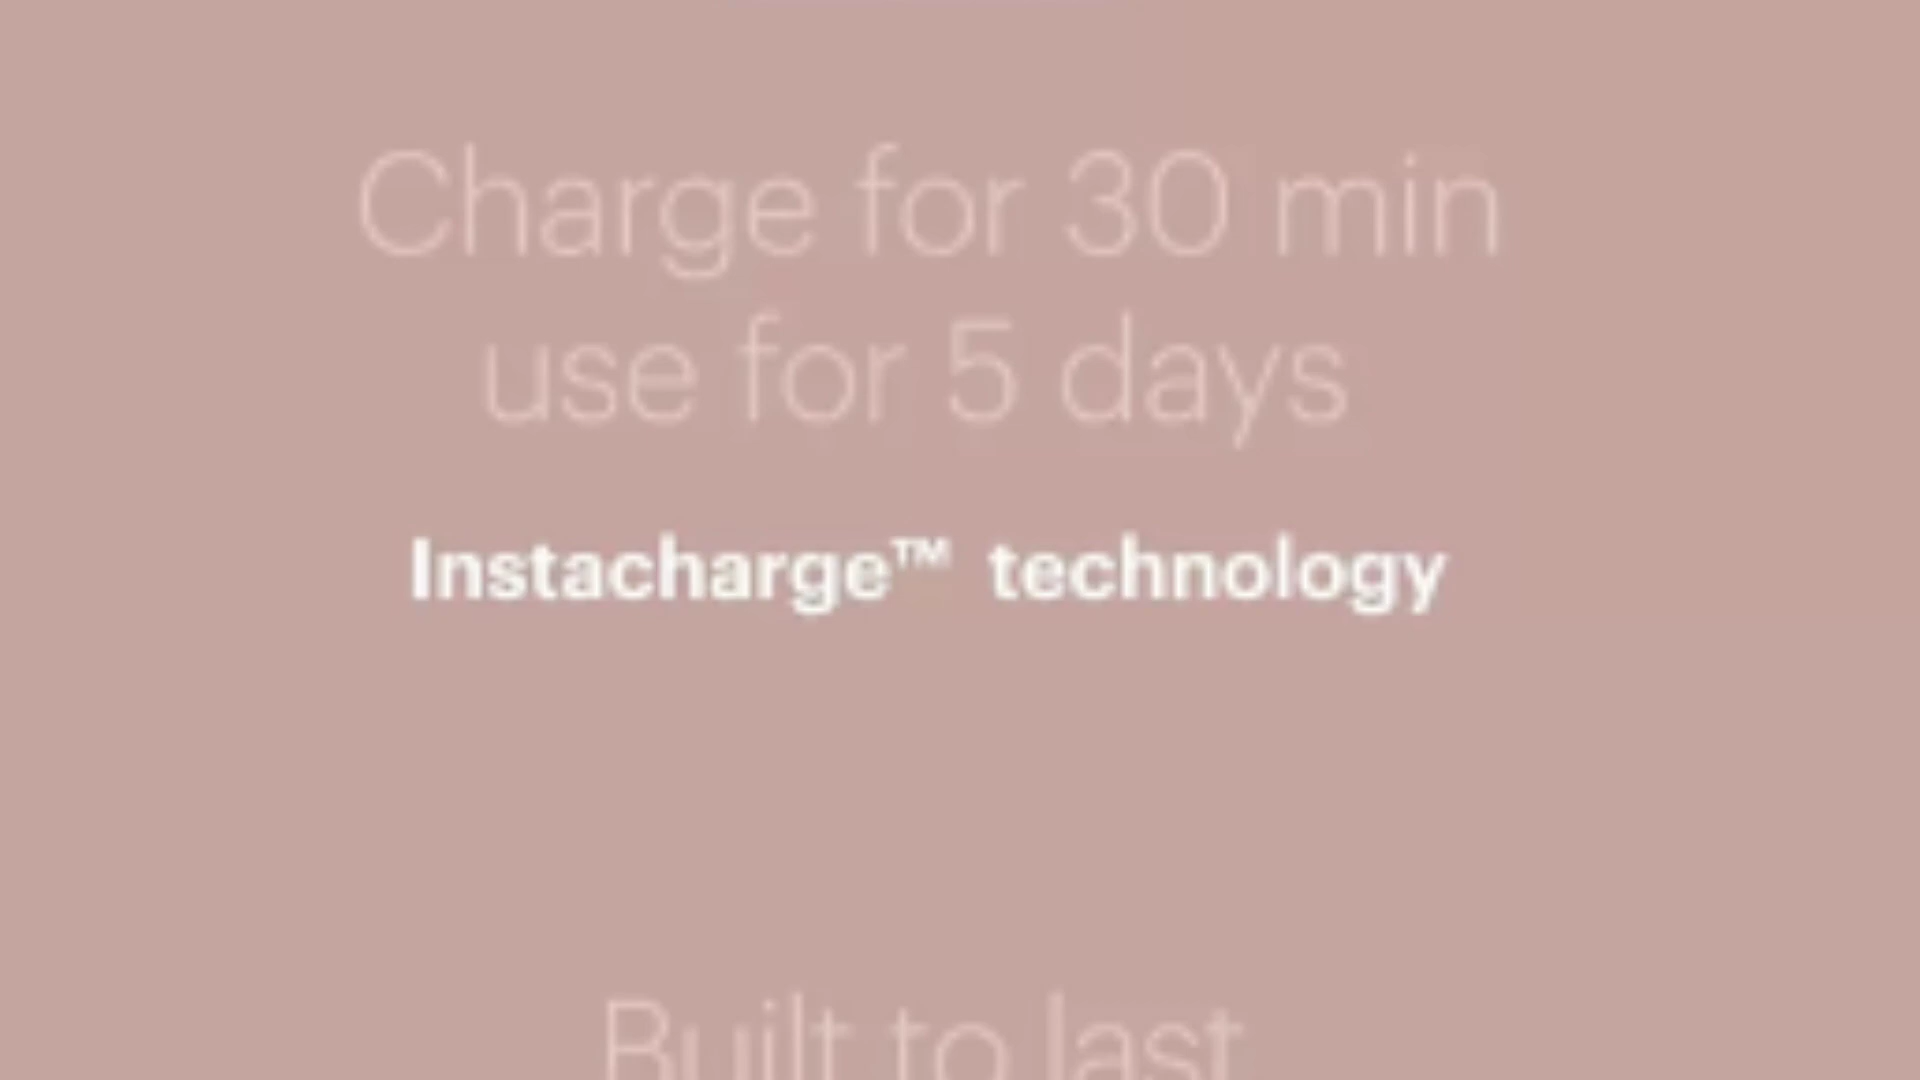 Charge for 30 min
use for 5 days
Instacharge™ technology
Built to last